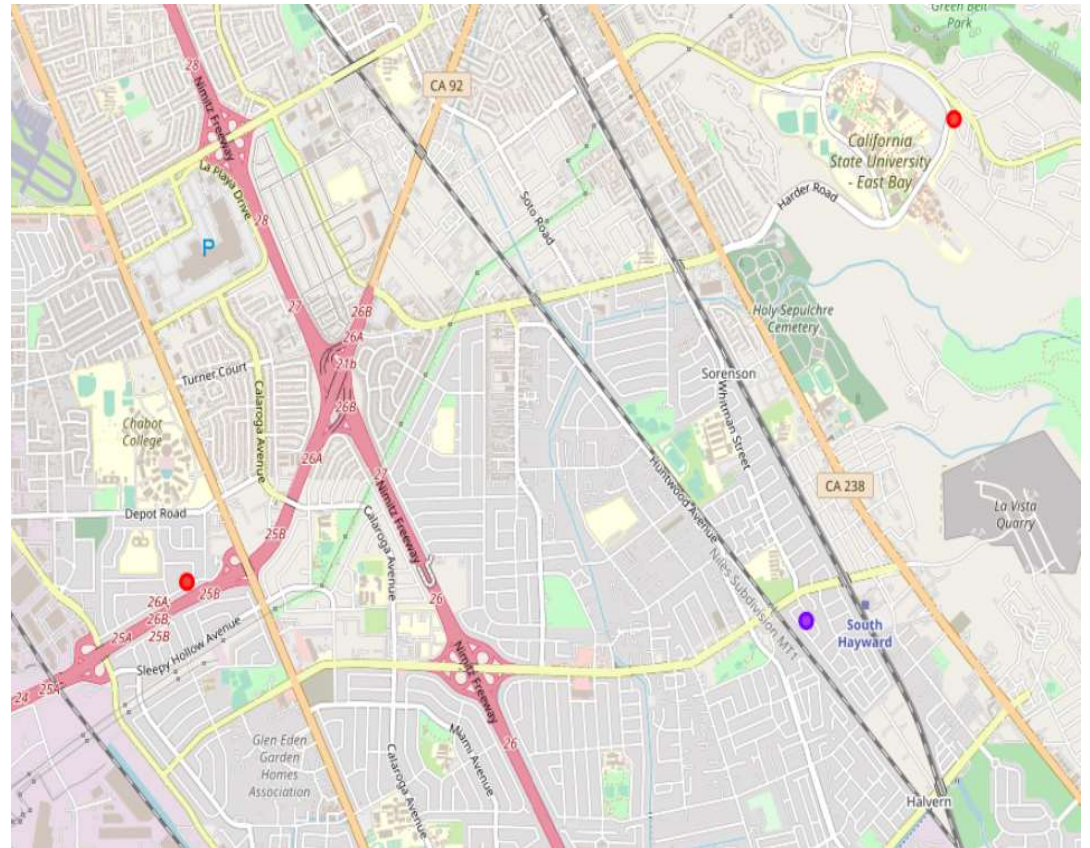 Green Belt
Park
28
Nimitz Freeway
CA 92
La Playa Drive
California
State University
- East Bay
Harder Road
Soto Road
28
P
27
26B
26A
21b
26B
26A
Holy Sepulchre
Cemetery
Turner Court
Calaroga Avenue
Sorenson
Whitman Street
Chabot
College
27
Nimitz Freeway
Huntwood Avenue
CA 238
La Vista
Quarry
Depot Road
25B
Calaroga Avenue
Niles Subdivision MT1
26A;
26B;
25B
25B
25A
26
South
Hayward
Sleepy Hollow Avenue
Nimitz Freeway
24
25A
26
Miami Avenue
Glen Eden
Garden
Homes
Association
Calaroga Avenue
Halvern